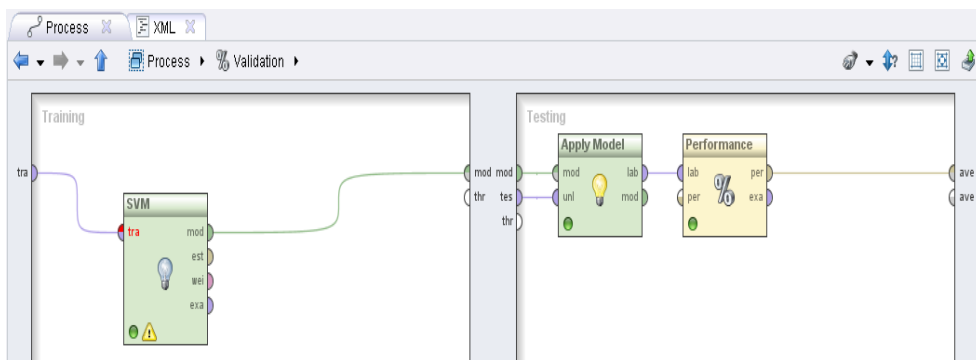 Process XML
Process Validation
Training
Testing
tra
SVM
tra mod
est
wei
exa
mod
thr
mod
tes
thr
Apply Model
mod lab
unl mod
Performance
lab per
per exa
%
ave
ave